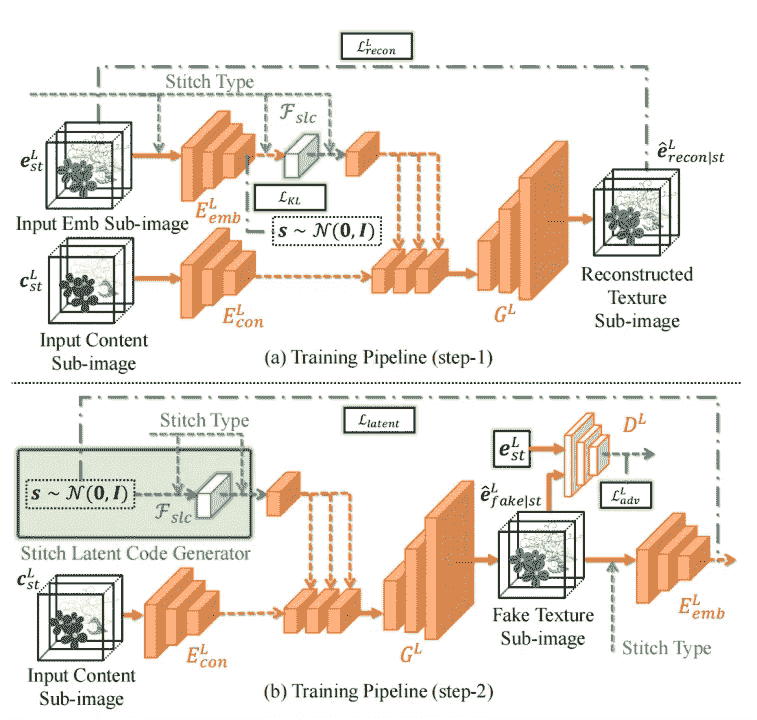 ℒ^L_recon
Stitch Type
ℱ_slc
e^L_st
ê^L_recon|st
E^L_emb
ℒ_KL
Input Emb Sub-image
s ~ 𝒩(0, I)
c^L_st
E^L_con
G^L
Reconstructed
Texture
Sub-image
Input Content
Sub-image
(a) Training Pipeline (step-1)
Stitch Type
ℒ_latent
D^L
e^L_st
s ~ 𝒩(0, I)
ℱ_slc
ê^L_fake|st
ℒ^L_adv
Stitch Latent Code Generator
c^L_st
E^L_con
G^L
Fake Texture
Sub-image
E^L_emb
Stitch Type
Input Content
Sub-image
(b) Training Pipeline (step-2)